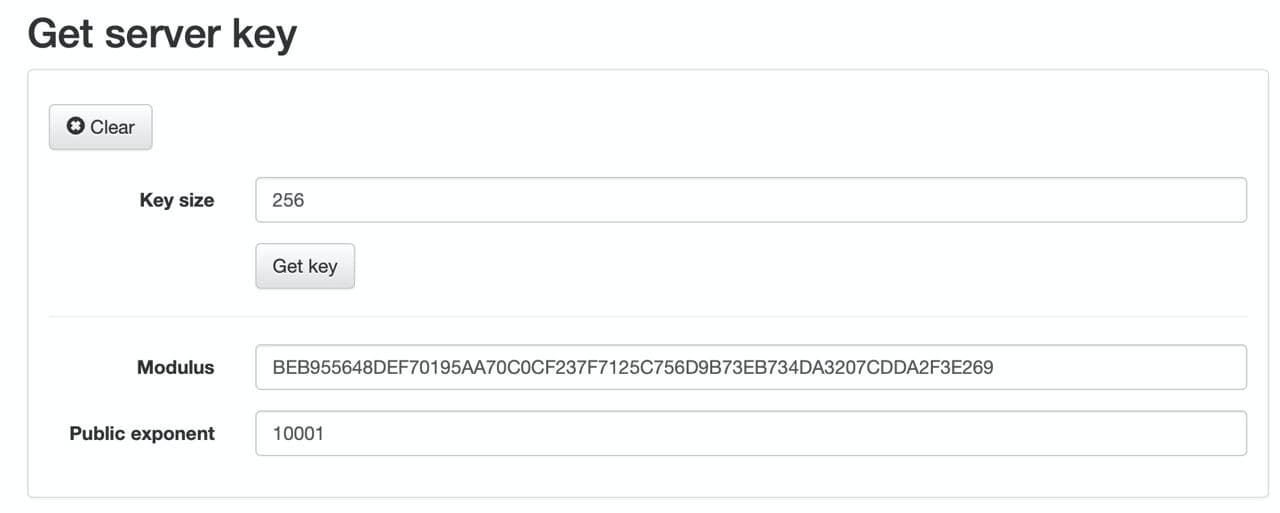 Get server key
Clear
Key size 256
Get key
Modulus BEB955648DEF70195AA70C0CF237F7125C756D9B73EB734DA3207CDDA2F3E269
Public exponent 10001